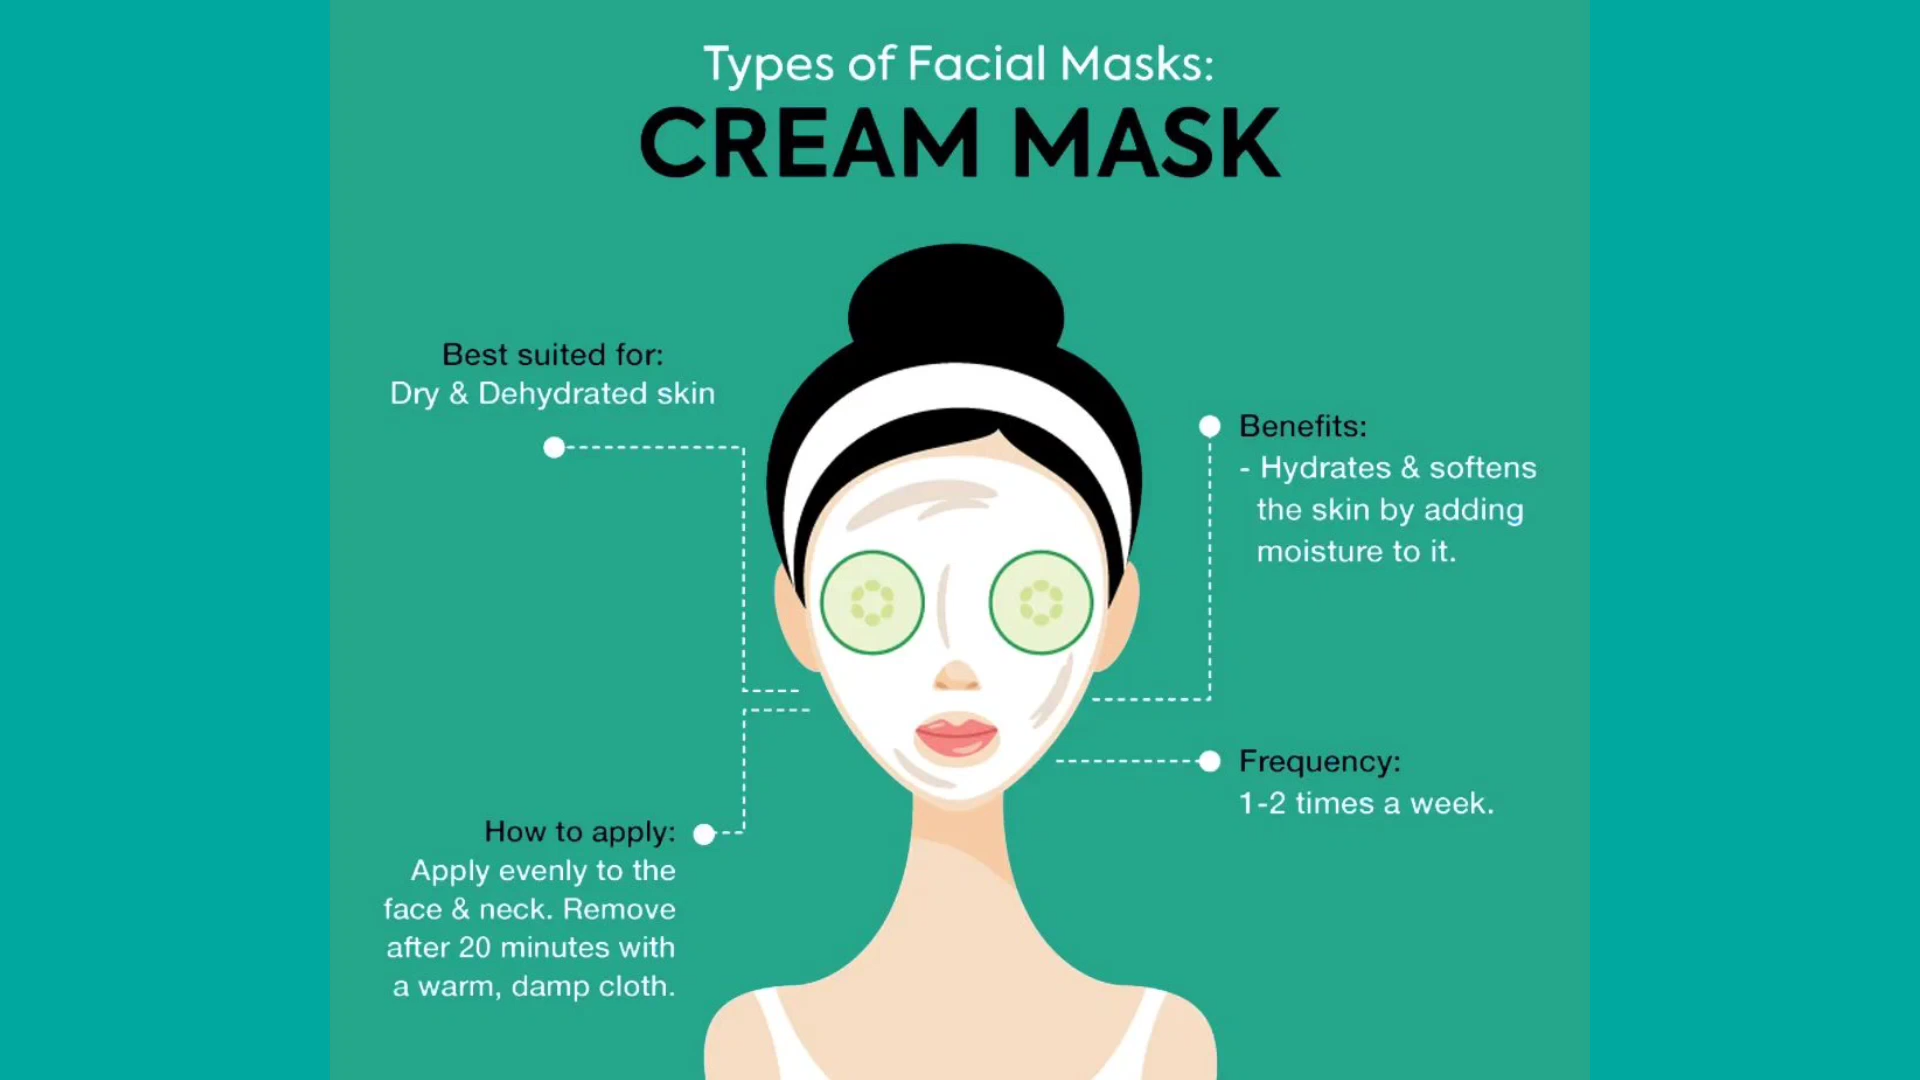 Types of Facial Masks:
CREAM MASK
Best suited for:
Dry & Dehydrated skin
Benefits:
- Hydrates & softens
the skin by adding
moisture to it.
How to apply:
Apply evenly to the
face & neck. Remove
after 20 minutes with
a warm, damp cloth.
Frequency:
1-2 times a week.